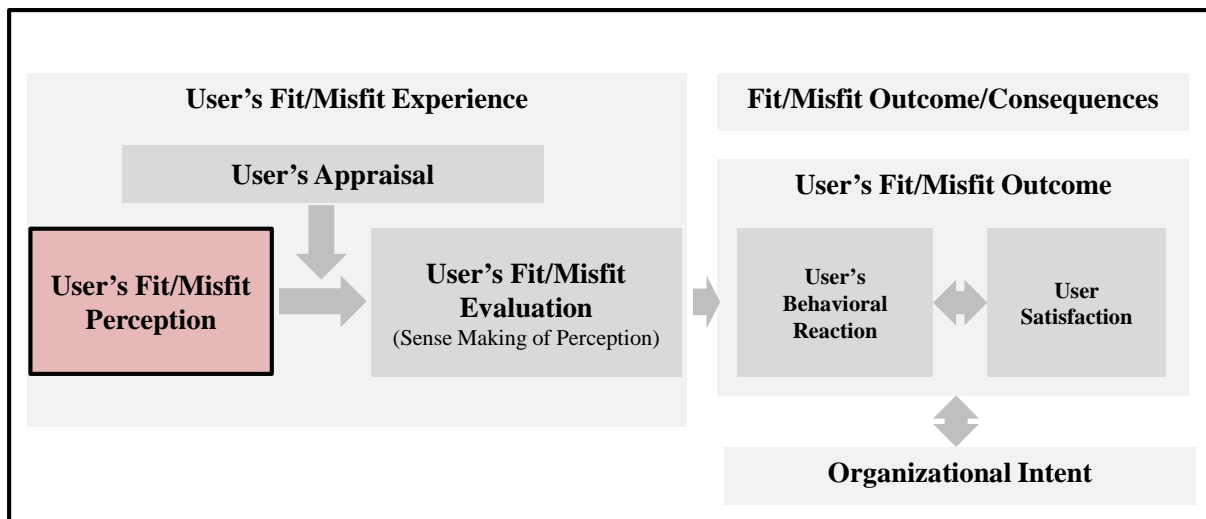 User's Fit/Misfit Experience
User's Appraisal
User's Fit/Misfit
Perception
User's Fit/Misfit
Evaluation
(Sense Making of Perception)
Fit/Misfit Outcome/Consequences
User's Fit/Misfit Outcome
User's
Behavioral
Reaction
User
Satisfaction
Organizational Intent